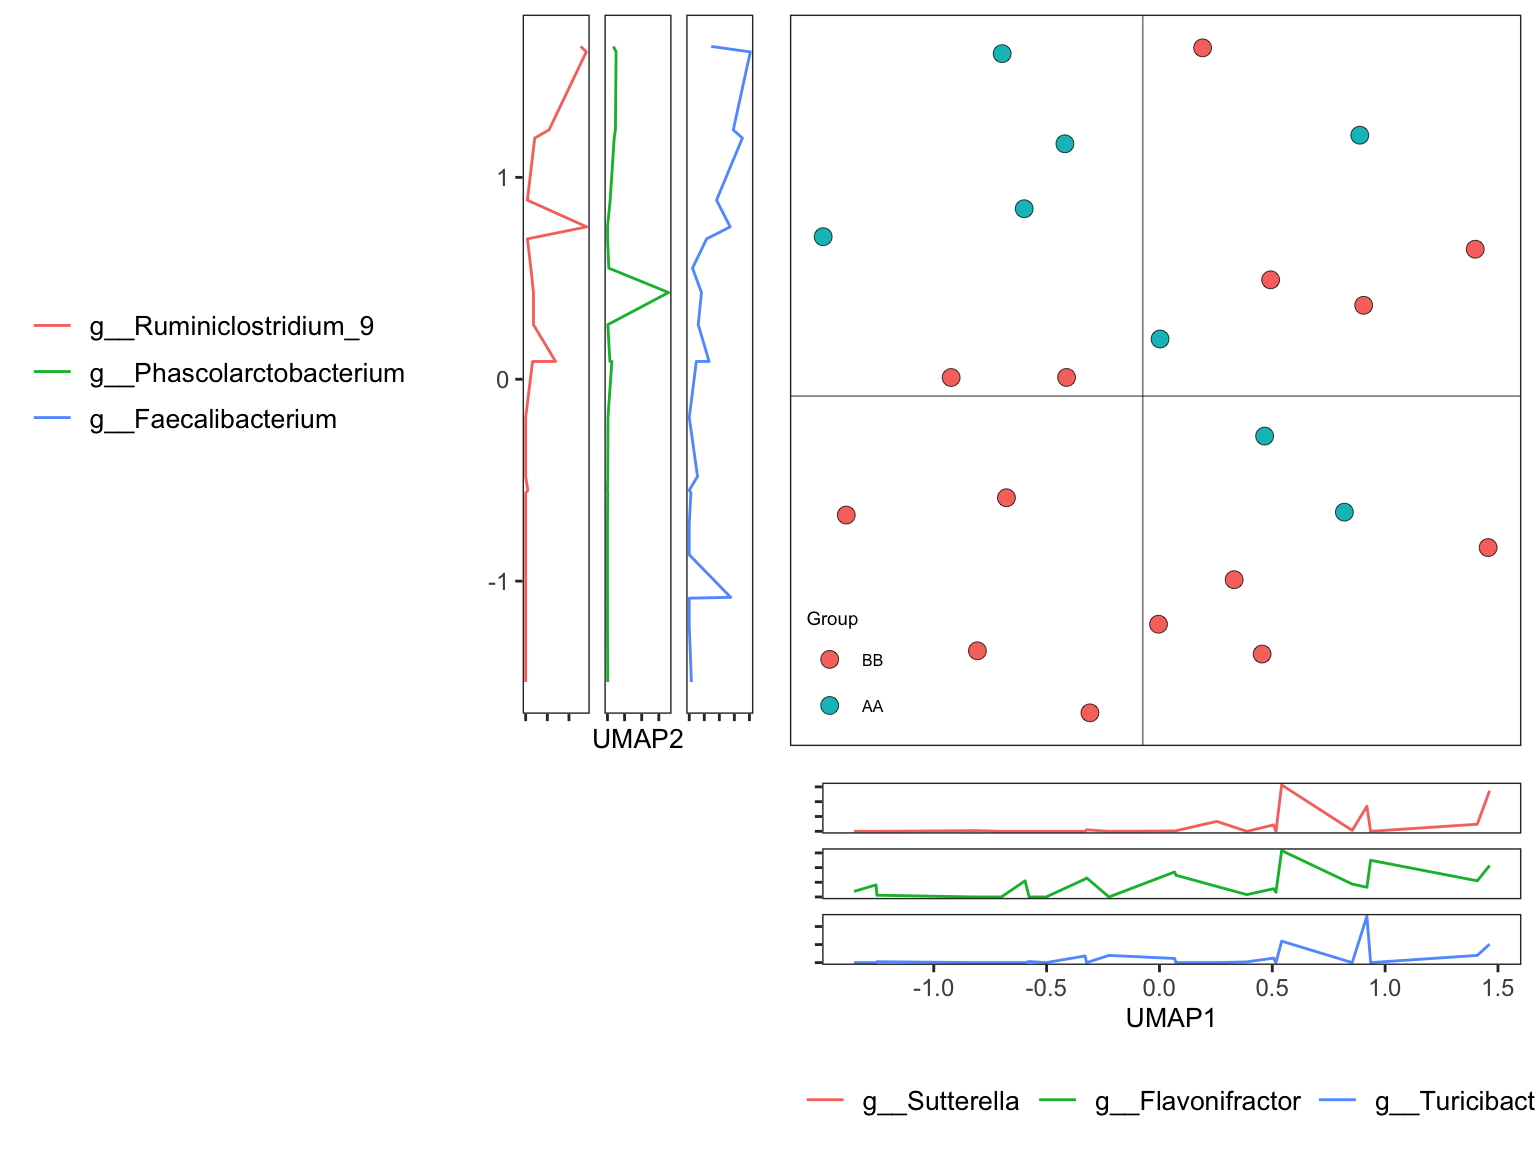 g__Ruminiclostridium_9
g__Phascolarctobacterium
g__Faecalibacterium
1
0
-1
UMAP2
Group
BB
AA
-1.0 -0.5 0.0 0.5 1.0 1.5
UMAP1
g__Sutterella g__Flavonifractor g__Turicibact